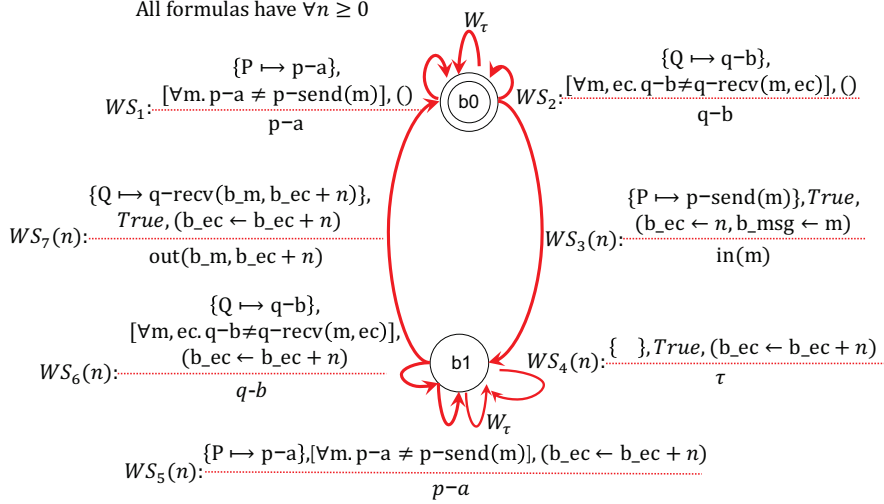 All formulas have ∀n ≥ 0
W_τ
{P ↦ p−a},
[∀m. p−a ≠ p−send(m)], ()
WS₁:
p−a
b0
{Q ↦ q−b},
[∀m, ec. q−b≠q−recv(m, ec)], ()
WS₂:
q−b
{Q ↦ q−recv(b_m, b_ec + n)},
True, (b_ec ← b_ec + n)
WS₇(n):
out(b_m, b_ec + n)
{P ↦ p−send(m)}, True,
(b_ec ← n, b_msg ← m)
WS₃(n):
in(m)
{Q ↦ q−b},
[∀m, ec. q−b≠q−recv(m, ec)],
(b_ec ← b_ec + n)
WS₆(n):
q-b
b1
WS₄(n): { }, True, (b_ec ← b_ec + n)
τ
W_τ
WS₅(n): {P ↦ p−a},[∀m. p−a ≠ p−send(m)], (b_ec ← b_ec + n)
p−a